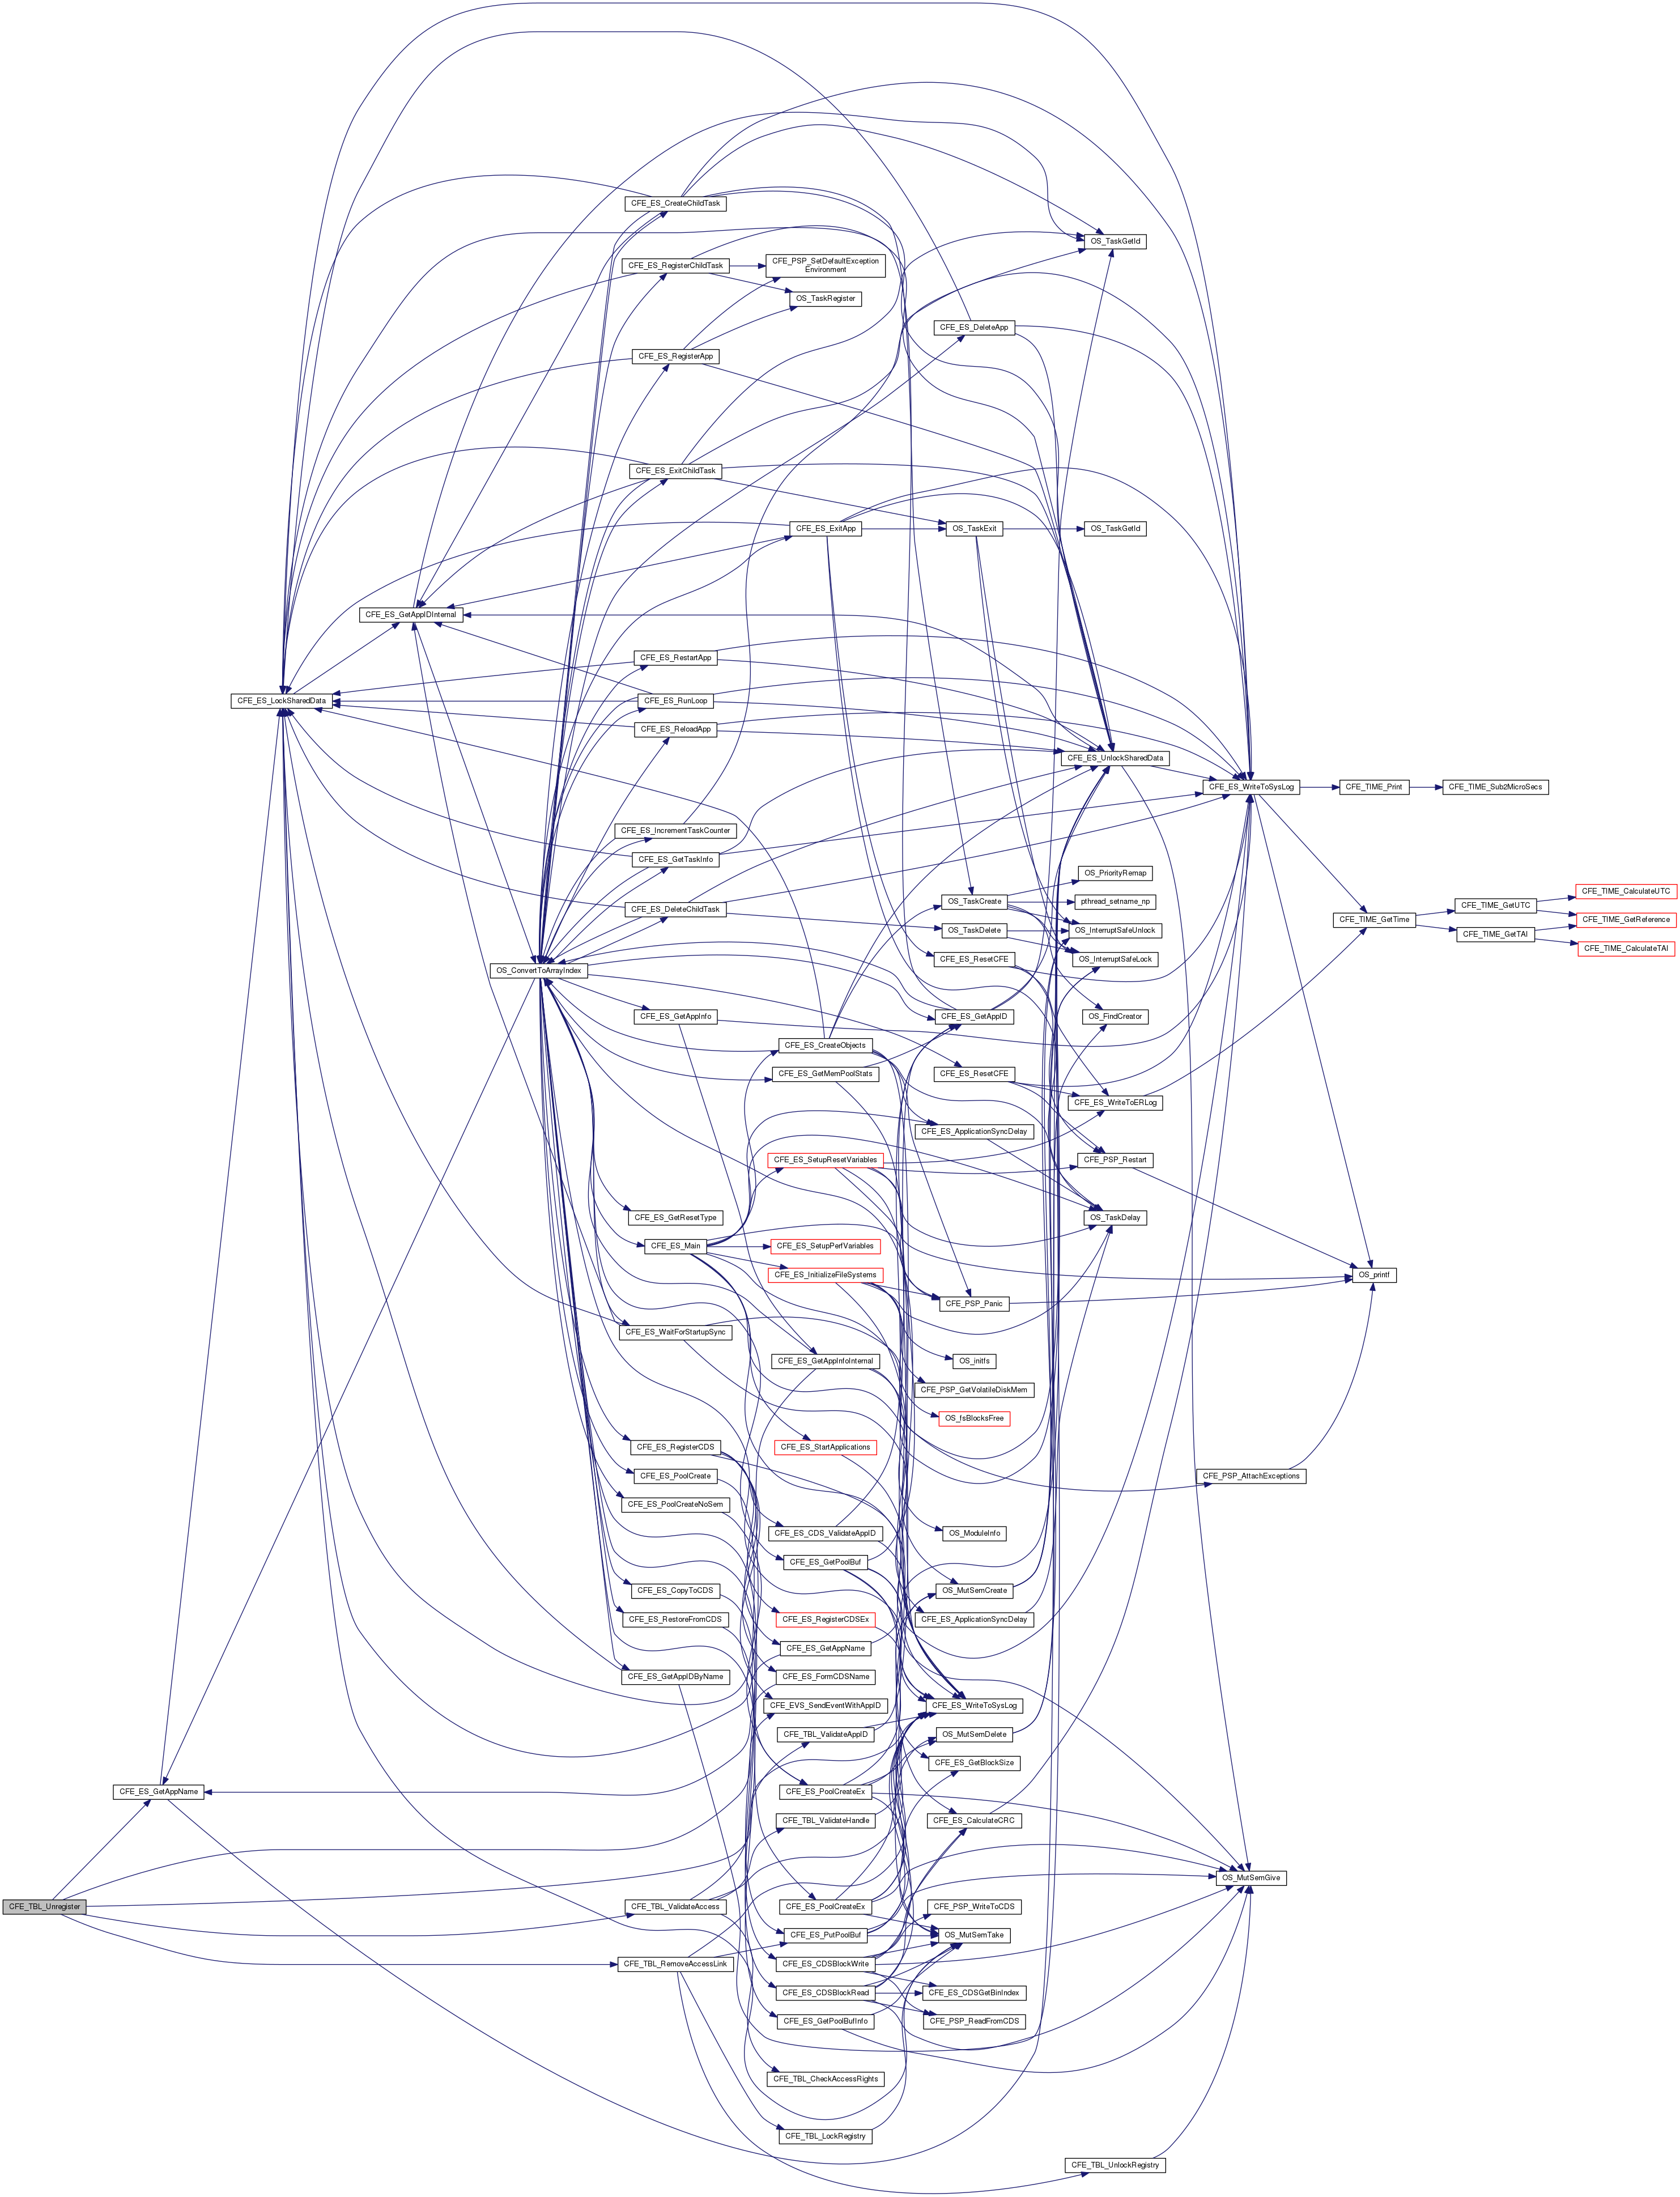 CFE_ES_CreateChildTask
OS_TaskGetId
CFE_ES_RegisterChildTask
CFE_PSP_SetDefaultException
Environment
OS_TaskRegister
CFE_ES_DeleteApp
CFE_ES_RegisterApp
CFE_ES_ExitChildTask
CFE_ES_ExitApp
OS_TaskExit
OS_TaskGetId
CFE_ES_GetAppIDInternal
CFE_ES_RestartApp
CFE_ES_LockSharedData
CFE_ES_RunLoop
CFE_ES_ReloadApp
CFE_ES_UnlockSharedData
CFE_ES_WriteToSysLog
CFE_TIME_Print
CFE_TIME_Sub2MicroSecs
CFE_ES_IncrementTaskCounter
CFE_ES_GetTaskInfo
OS_PriorityRemap
CFE_ES_DeleteChildTask
OS_TaskCreate
pthread_setname_np
CFE_TIME_CalculateUTC
CFE_TIME_GetUTC
CFE_TIME_GetTime
CFE_TIME_GetReference
OS_TaskDelete
OS_InterruptSafeUnlock
CFE_TIME_GetTAI
CFE_TIME_CalculateTAI
CFE_ES_ResetCFE
OS_InterruptSafeLock
OS_ConvertToArrayIndex
CFE_ES_GetAppInfo
CFE_ES_GetAppID
OS_FindCreator
CFE_ES_CreateObjects
CFE_ES_GetMemPoolStats
CFE_ES_ResetCFE
CFE_ES_WriteToERLog
CFE_ES_ApplicationSyncDelay
CFE_ES_SetupResetVariables
CFE_PSP_Restart
CFE_ES_GetResetType
OS_TaskDelay
CFE_ES_Main
CFE_ES_SetupPerfVariables
CFE_ES_InitializeFileSystems
OS_printf
CFE_PSP_Panic
CFE_ES_WaitForStartupSync
CFE_ES_GetAppInfoInternal
OS_initfs
CFE_PSP_GetVolatileDiskMem
OS_fsBlocksFree
CFE_ES_RegisterCDS
CFE_ES_StartApplications
CFE_ES_PoolCreate
CFE_PSP_AttachExceptions
CFE_ES_PoolCreateNoSem
CFE_ES_CDS_ValidateAppID
OS_ModuleInfo
CFE_ES_GetPoolBuf
CFE_ES_CopyToCDS
OS_MutSemCreate
CFE_ES_RestoreFromCDS
CFE_ES_RegisterCDSEx
CFE_ES_ApplicationSyncDelay
CFE_ES_GetAppName
CFE_ES_GetAppIDByName
CFE_ES_FormCDSName
CFE_EVS_SendEventWithAppID
CFE_ES_WriteToSysLog
CFE_TBL_ValidateAppID
OS_MutSemDelete
CFE_ES_GetBlockSize
CFE_ES_GetAppName
CFE_ES_PoolCreateEx
CFE_TBL_ValidateHandle
CFE_ES_CalculateCRC
OS_MutSemGive
CFE_TBL_Unregister
CFE_TBL_ValidateAccess
CFE_ES_PoolCreateEx
CFE_PSP_WriteToCDS
CFE_ES_PutPoolBuf
OS_MutSemTake
CFE_TBL_RemoveAccessLink
CFE_ES_CDSBlockWrite
CFE_ES_CDSBlockRead
CFE_ES_CDSGetBinIndex
CFE_ES_GetPoolBufInfo
CFE_PSP_ReadFromCDS
CFE_TBL_CheckAccessRights
CFE_TBL_LockRegistry
CFE_TBL_UnlockRegistry